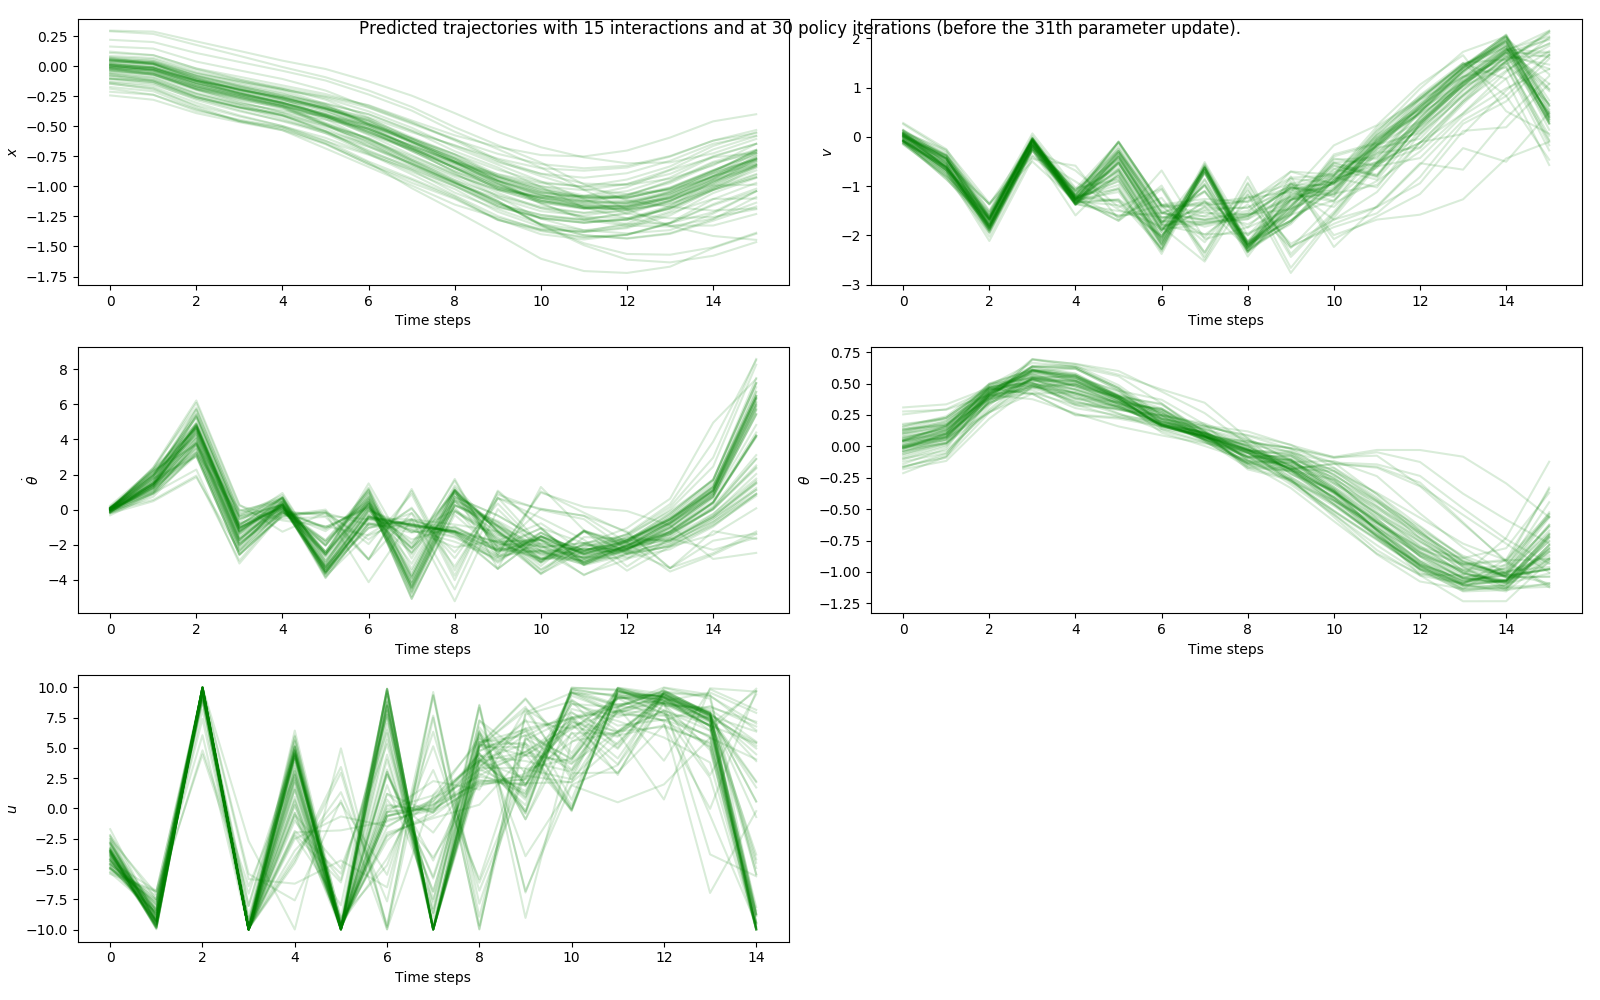 Predicted trajectories with 15 interactions and at 30 policy iterations (before the 31th parameter update).
0.25
0.00
−0.25
−0.50
−0.75
−1.00
−1.25
−1.50
−1.75
x
0 2 4 6 8 10 12 14
Time steps
2
1
0
−1
−2
−3
v
0 2 4 6 8 10 12 14
Time steps
8
6
4
2
0
−2
−4
θ̇
0 2 4 6 8 10 12 14
Time steps
0.75
0.50
0.25
0.00
−0.25
−0.50
−0.75
−1.00
−1.25
θ
0 2 4 6 8 10 12 14
Time steps
10.0
7.5
5.0
2.5
0.0
−2.5
−5.0
−7.5
−10.0
u
0 2 4 6 8 10 12 14
Time steps